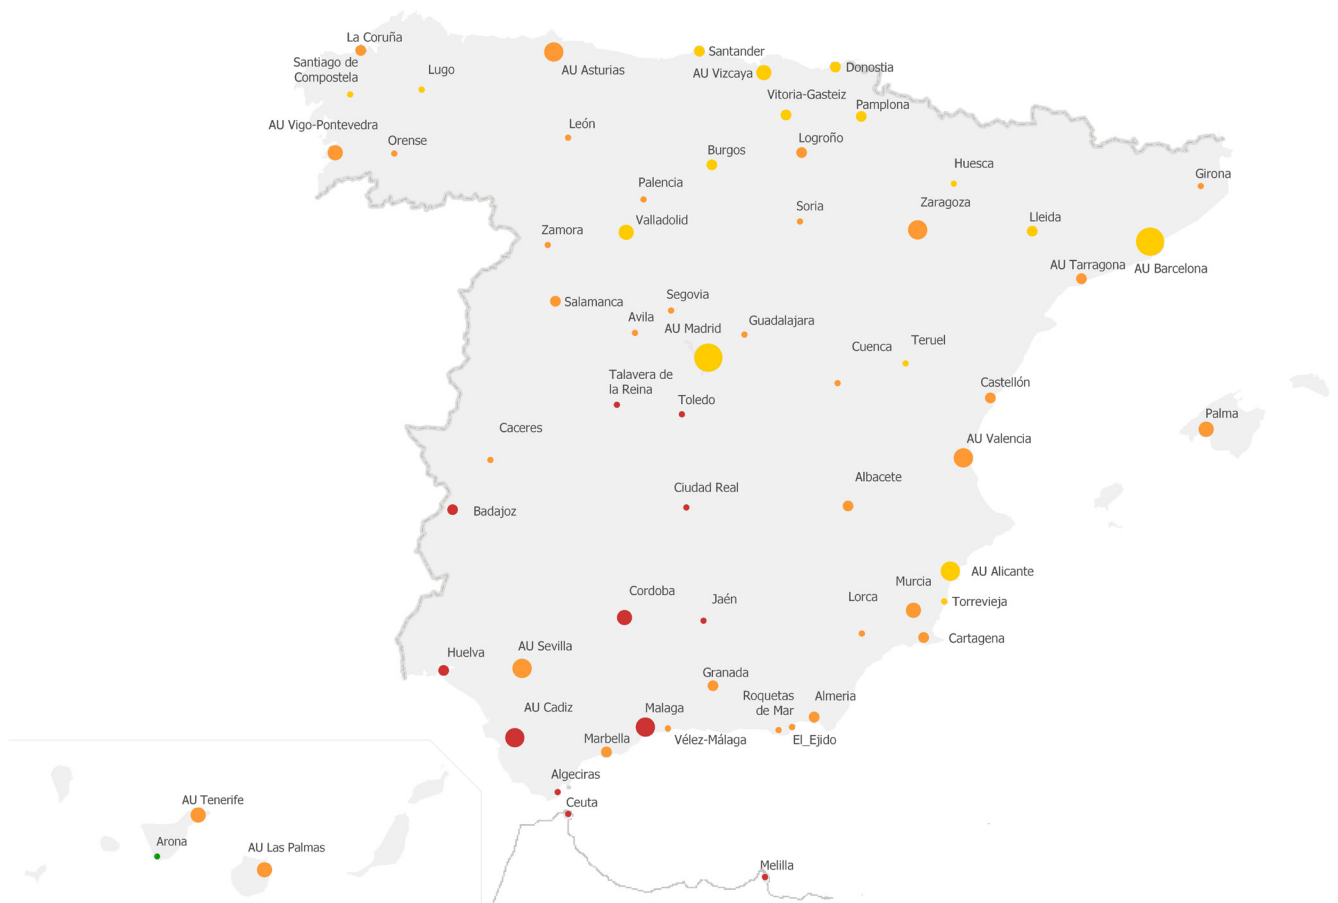 La Coruña
Santander
Santiago de
Compostela
Lugo
AU Asturias
AU Vizcaya
Donostia
Vitoria-Gasteiz
Pamplona
AU Vigo-Pontevedra
Orense
León
Logroño
Burgos
Huesca
Girona
Palencia
Soria
Zaragoza
Valladolid
Lleida
Zamora
AU Tarragona
AU Barcelona
Salamanca
Segovia
Avila
AU Madrid
Guadalajara
Cuenca
Teruel
Talavera de
la Reina
Toledo
Castellón
Palma
Caceres
AU Valencia
Albacete
Ciudad Real
Badajoz
AU Alicante
Murcia
Cordoba
Jaén
Lorca
Torrevieja
Cartagena
Huelva
AU Sevilla
Granada
Roquetas
de Mar
Almeria
AU Cadiz
Malaga
Marbella
Vélez-Málaga
El_Ejido
Algeciras
Ceuta
AU Tenerife
Arona
AU Las Palmas
Melilla